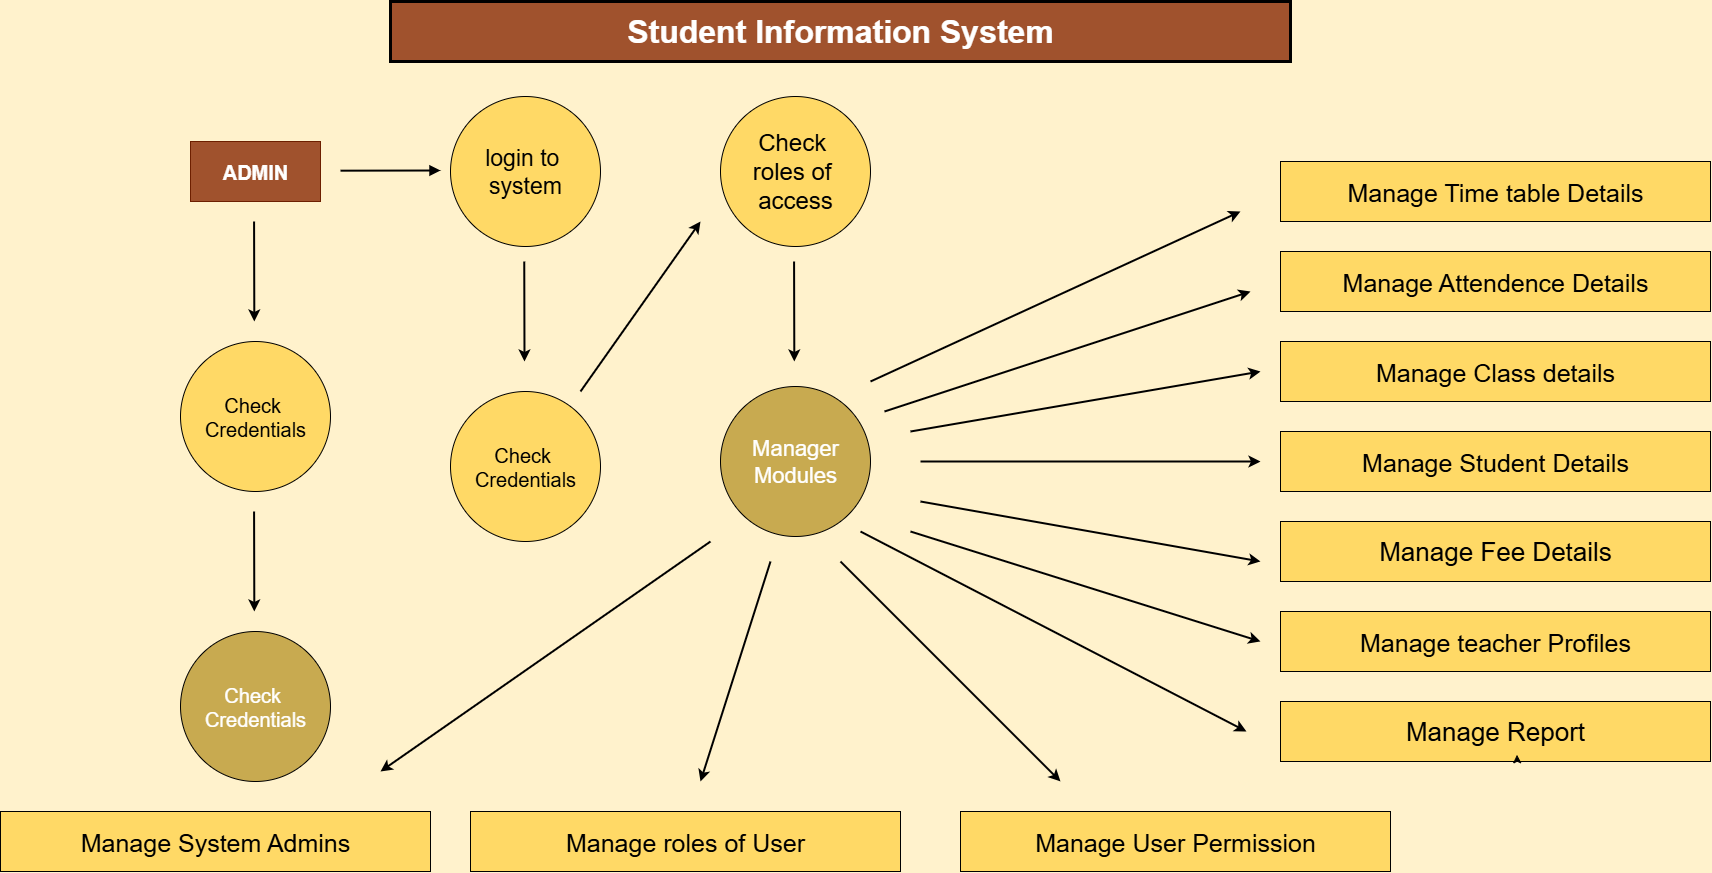 Student Information System
ADMIN
login to
system
Check
roles of
access
Check
Credentials
Check
Credentials
Manager
Modules
Check
Credentials
Manage Time table Details
Manage Attendence Details
Manage Class details
Manage Student Details
Manage Fee Details
Manage teacher Profiles
Manage Report
Manage System Admins
Manage roles of User
Manage User Permission